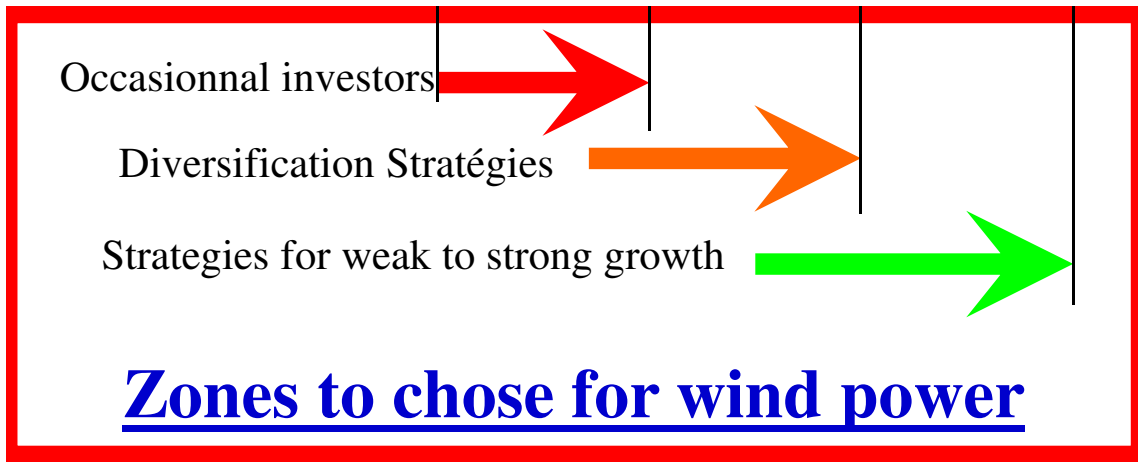 Occasionnal investors
Diversification Stratégies
Strategies for weak to strong growth
Zones to chose for wind power